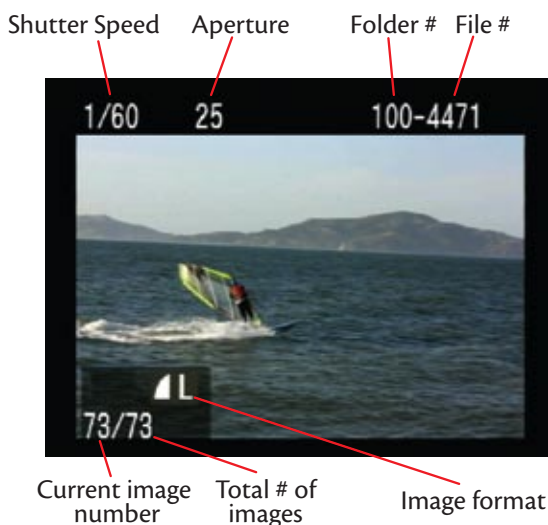 Shutter Speed Aperture Folder # File #
1/60 25 100-4471
L
73/73
Current image number
Total # of images
Image format